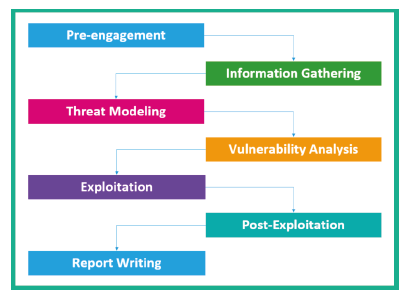 Pre-engagement
Information Gathering
Threat Modeling
Vulnerability Analysis
Exploitation
Post-Exploitation
Report Writing